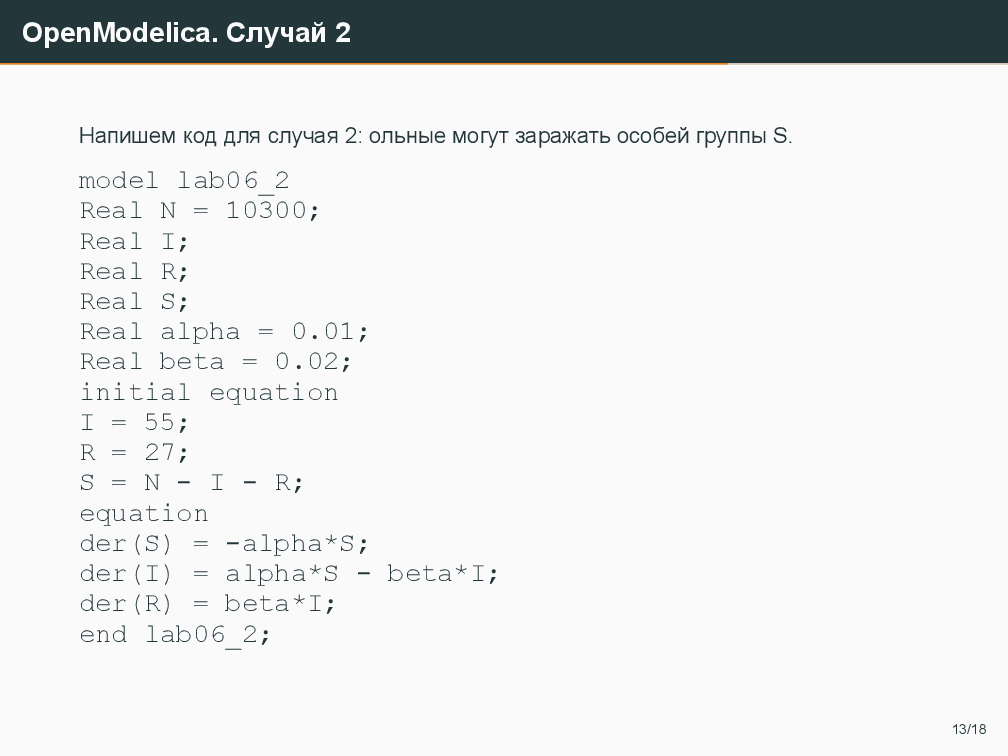 OpenModelica. Случай 2
Напишем код для случая 2: ольные могут заражать особей группы S.
model lab06_2
Real N = 10300;
Real I;
Real R;
Real S;
Real alpha = 0.01;
Real beta = 0.02;
initial equation
I = 55;
R = 27;
S = N - I - R;
equation
der(S) = -alpha*S;
der(I) = alpha*S - beta*I;
der(R) = beta*I;
end lab06_2;
13/18